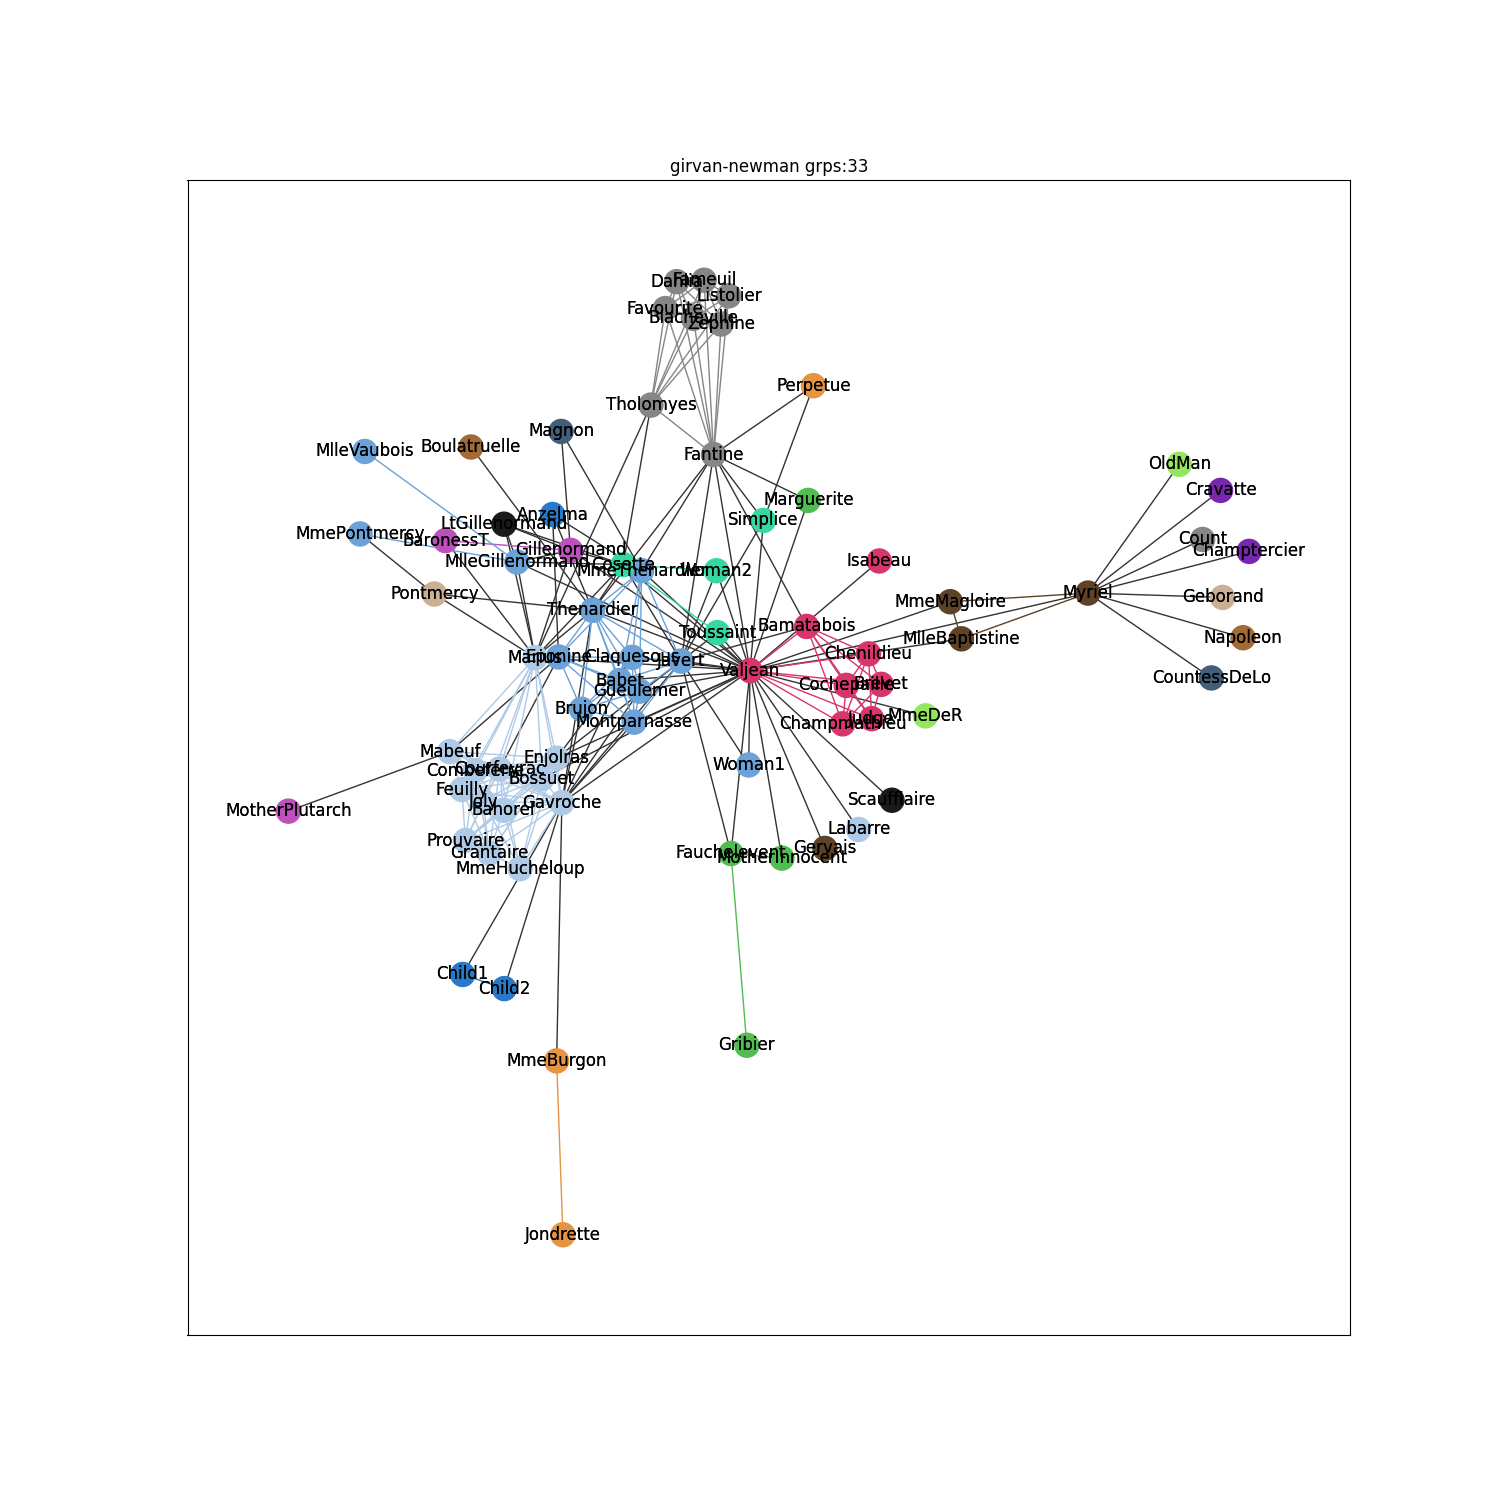 girvan-newman grps:33
Dahlia
Fameuil
Listolier
Favourite
Blacheville
Zephine
Perpetue
Tholomyes
Magnon
Boulatruelle
MlleVaubois
Fantine
OldMan
Cravatte
Marguerite
Anzelma
LtGillenormand
Simplice
MmePontmercy
BaronessT
Gillenormand
Count
Champtercier
MlleGillenormand
Cosette
MmeThenardier
Woman2
Isabeau
Pontmercy
Myriel
Geborand
MmeMagloire
Thenardier
Toussaint
Bamatabois
MlleBaptistine
Napoleon
Marius
Eponine
Claquesous
Javert
Chenildieu
Valjean
CountessDeLo
Babet
Gueulemer
Cochepaille
Brevet
Brujon
Montparnasse
Champmathieu
Judge
MmeDeR
Mabeuf
Enjolras
Combeferre
Courfeyrac
Bossuet
Woman1
Feuilly
Joly
Bahorel
Gavroche
Scaufflaire
MotherPlutarch
Labarre
Prouvaire
Grantaire
MmeHucheloup
Fauchelevent
MotherInnocent
Gervais
Child1
Child2
Gribier
MmeBurgon
Jondrette